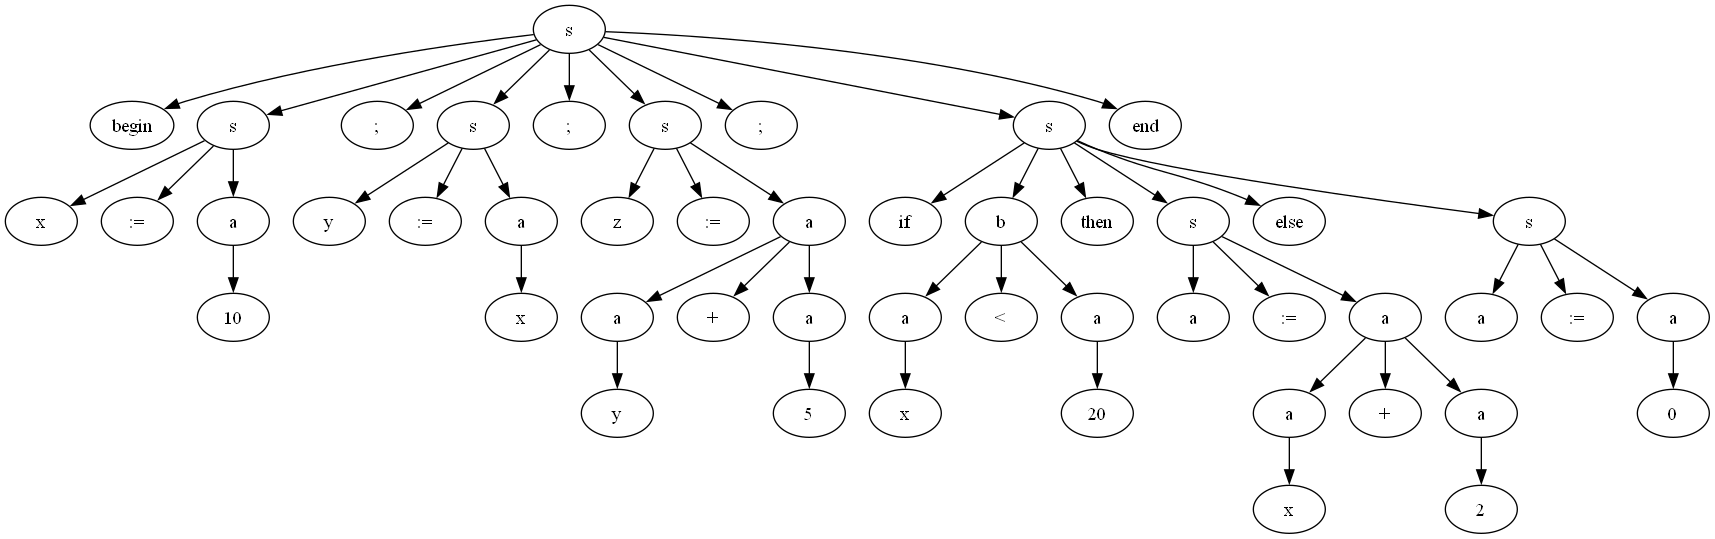 s
begin s ; s ; s ; s end
x := a y := a z := a if b then s else s
10 x a + a a < a a := a a := a
y 5 x 20 a + a 0
x 2